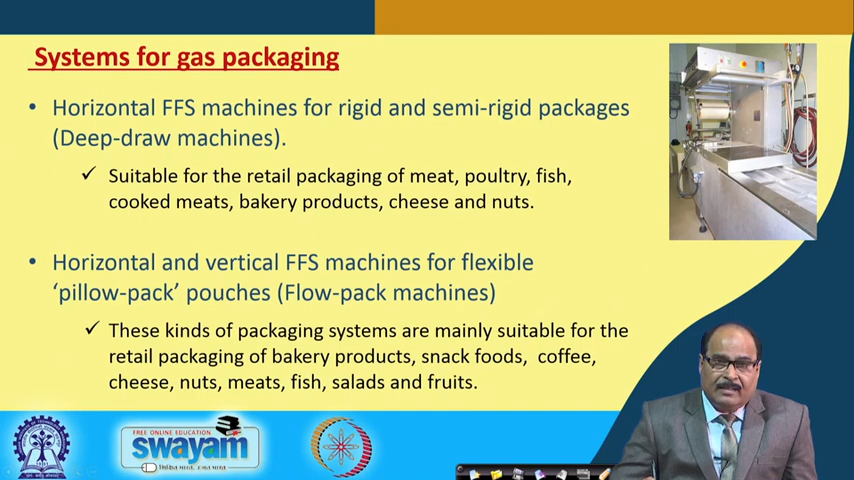 Systems for gas packaging
• Horizontal FFS machines for rigid and semi-rigid packages
(Deep-draw machines).
✓ Suitable for the retail packaging of meat, poultry, fish,
cooked meats, bakery products, cheese and nuts.
• Horizontal and vertical FFS machines for flexible
‘pillow-pack’ pouches (Flow-pack machines)
✓ These kinds of packaging systems are mainly suitable for the
retail packaging of bakery products, snack foods, coffee,
cheese, nuts, meats, fish, salads and fruits.
FREE ONLINE EDUCATION
swayam